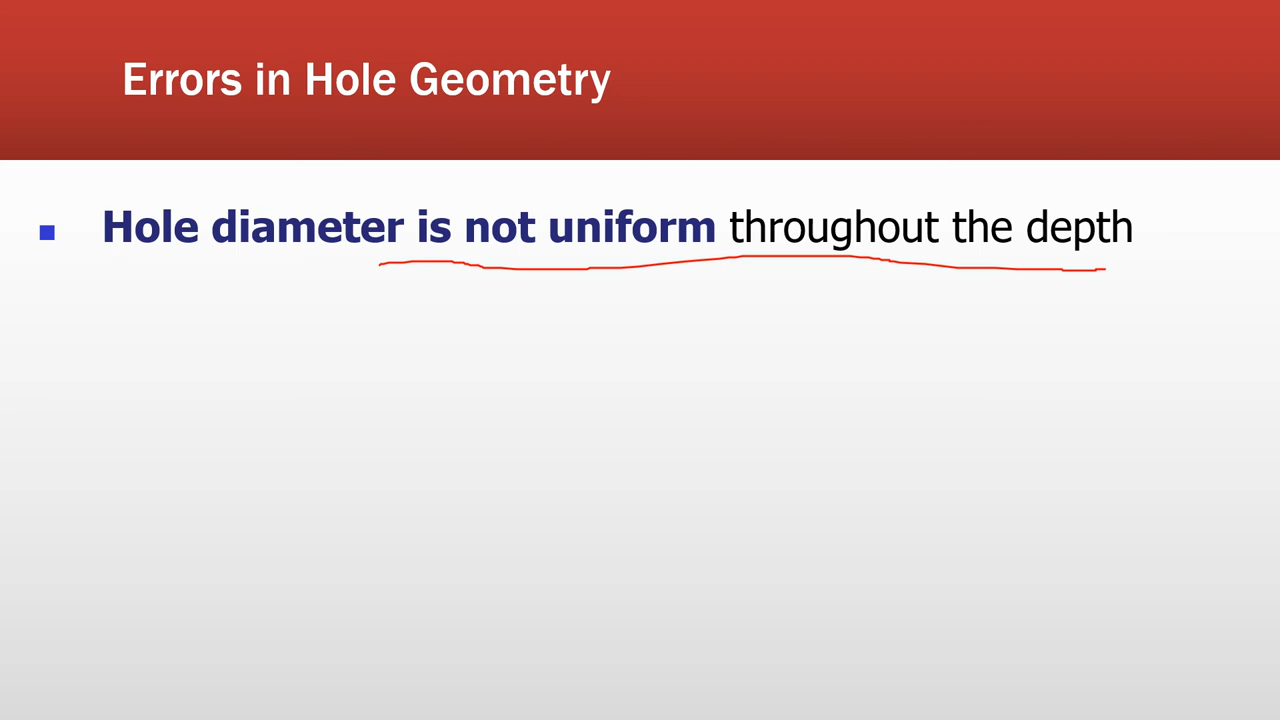 Errors in Hole Geometry
Hole diameter is not uniform throughout the depth